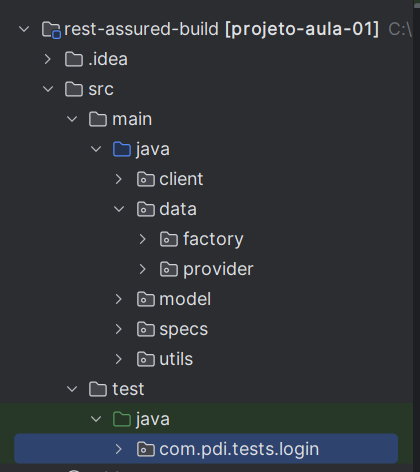 rest-assured-build [projeto-aula-01] C:\
.idea
src
main
java
client
data
factory
provider
model
specs
utils
test
java
com.pdi.tests.login